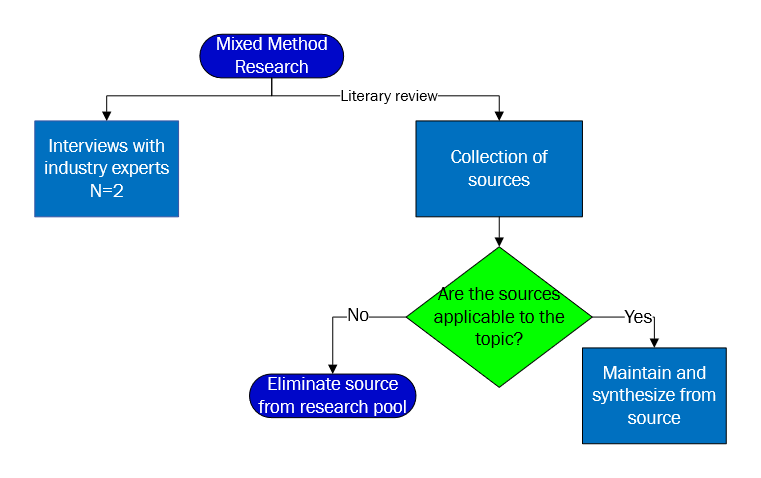 Mixed Method
Research
Literary review
Interviews with
industry experts
N=2
Collection of
sources
Are the sources
applicable to the
topic?
No
Yes
Eliminate source
from research pool
Maintain and
synthesize from
source